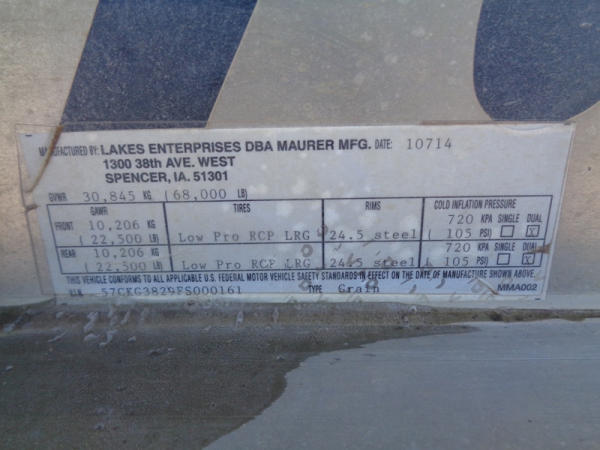 MANUFACTURED BY: LAKES ENTERPRISES DBA MAURER MFG. DATE: 10714
1300 38th AVE. WEST
SPENCER, IA. 51301
GVWR 30,845 KG (68,000 LB)
GAWR TIRES RIMS COLD INFLATION PRESSURE
FRONT 10,206 KG 720 KPA SINGLE DUAL
(22,500 LB) Low Pro RCP LRG 24.5 steel ( 105 PSI) X
REAR 10,206 KG 720 KPA SINGLE DUAL
(22,500 LB) Low Pro RCP LRG 24.5 steel ( 105 PSI) X
THIS VEHICLE CONFORMS TO ALL APPLICABLE U.S. FEDERAL MOTOR VEHICLE SAFETY STANDARDS IN EFFECT ON THE DATE OF MANUFACTURE SHOWN ABOVE.
TYPE Grain MMA002